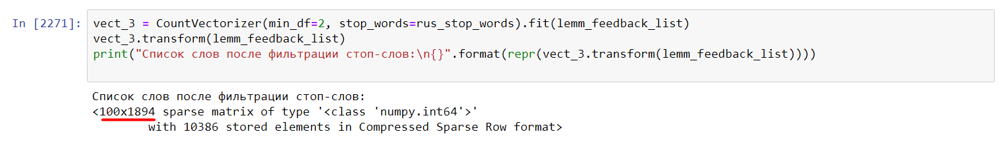 In [2271]: vect_3 = CountVectorizer(min_df=2, stop_words=rus_stop_words).fit(lemm_feedback_list)
vect_3.transform(lemm_feedback_list)
print("Список слов после фильтрации стоп-слов:\n{}".format(repr(vect_3.transform(lemm_feedback_list))))
Список слов после фильтрации стоп-слов:
<100x1894 sparse matrix of type '<class 'numpy.int64'>'
with 10386 stored elements in Compressed Sparse Row format>